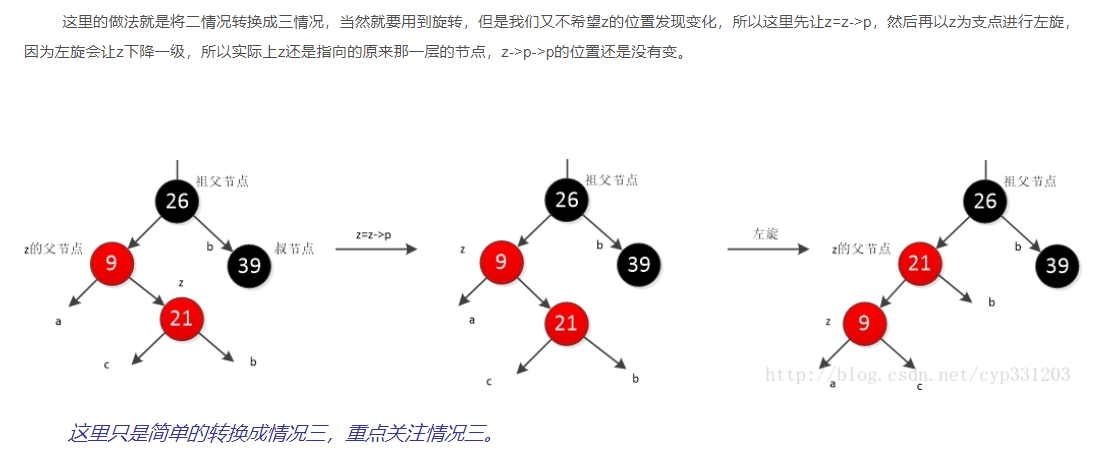 这里的做法就是将二情况转换成三情况，当然就要用到旋转，但是我们又不希望z的位置发现变化，所以这里先让z=z->p，然后再以z为支点进行左旋，
因为左旋会让z下降一级，所以实际上z还是指向的原来那一层的节点，z->p->p的位置还是没有变。
26
祖父节点
z的父节点
9
b
39
叔节点
z
21
a
c
b
z=z->p
26
祖父节点
z
9
b
39
a
21
c
b
左旋
26
祖父节点
z的父节点
21
b
39
z
9
b
a
c
http://blog.csdn.net/cyp331203
这里只是简单的转换成情况三，重点关注情况三。